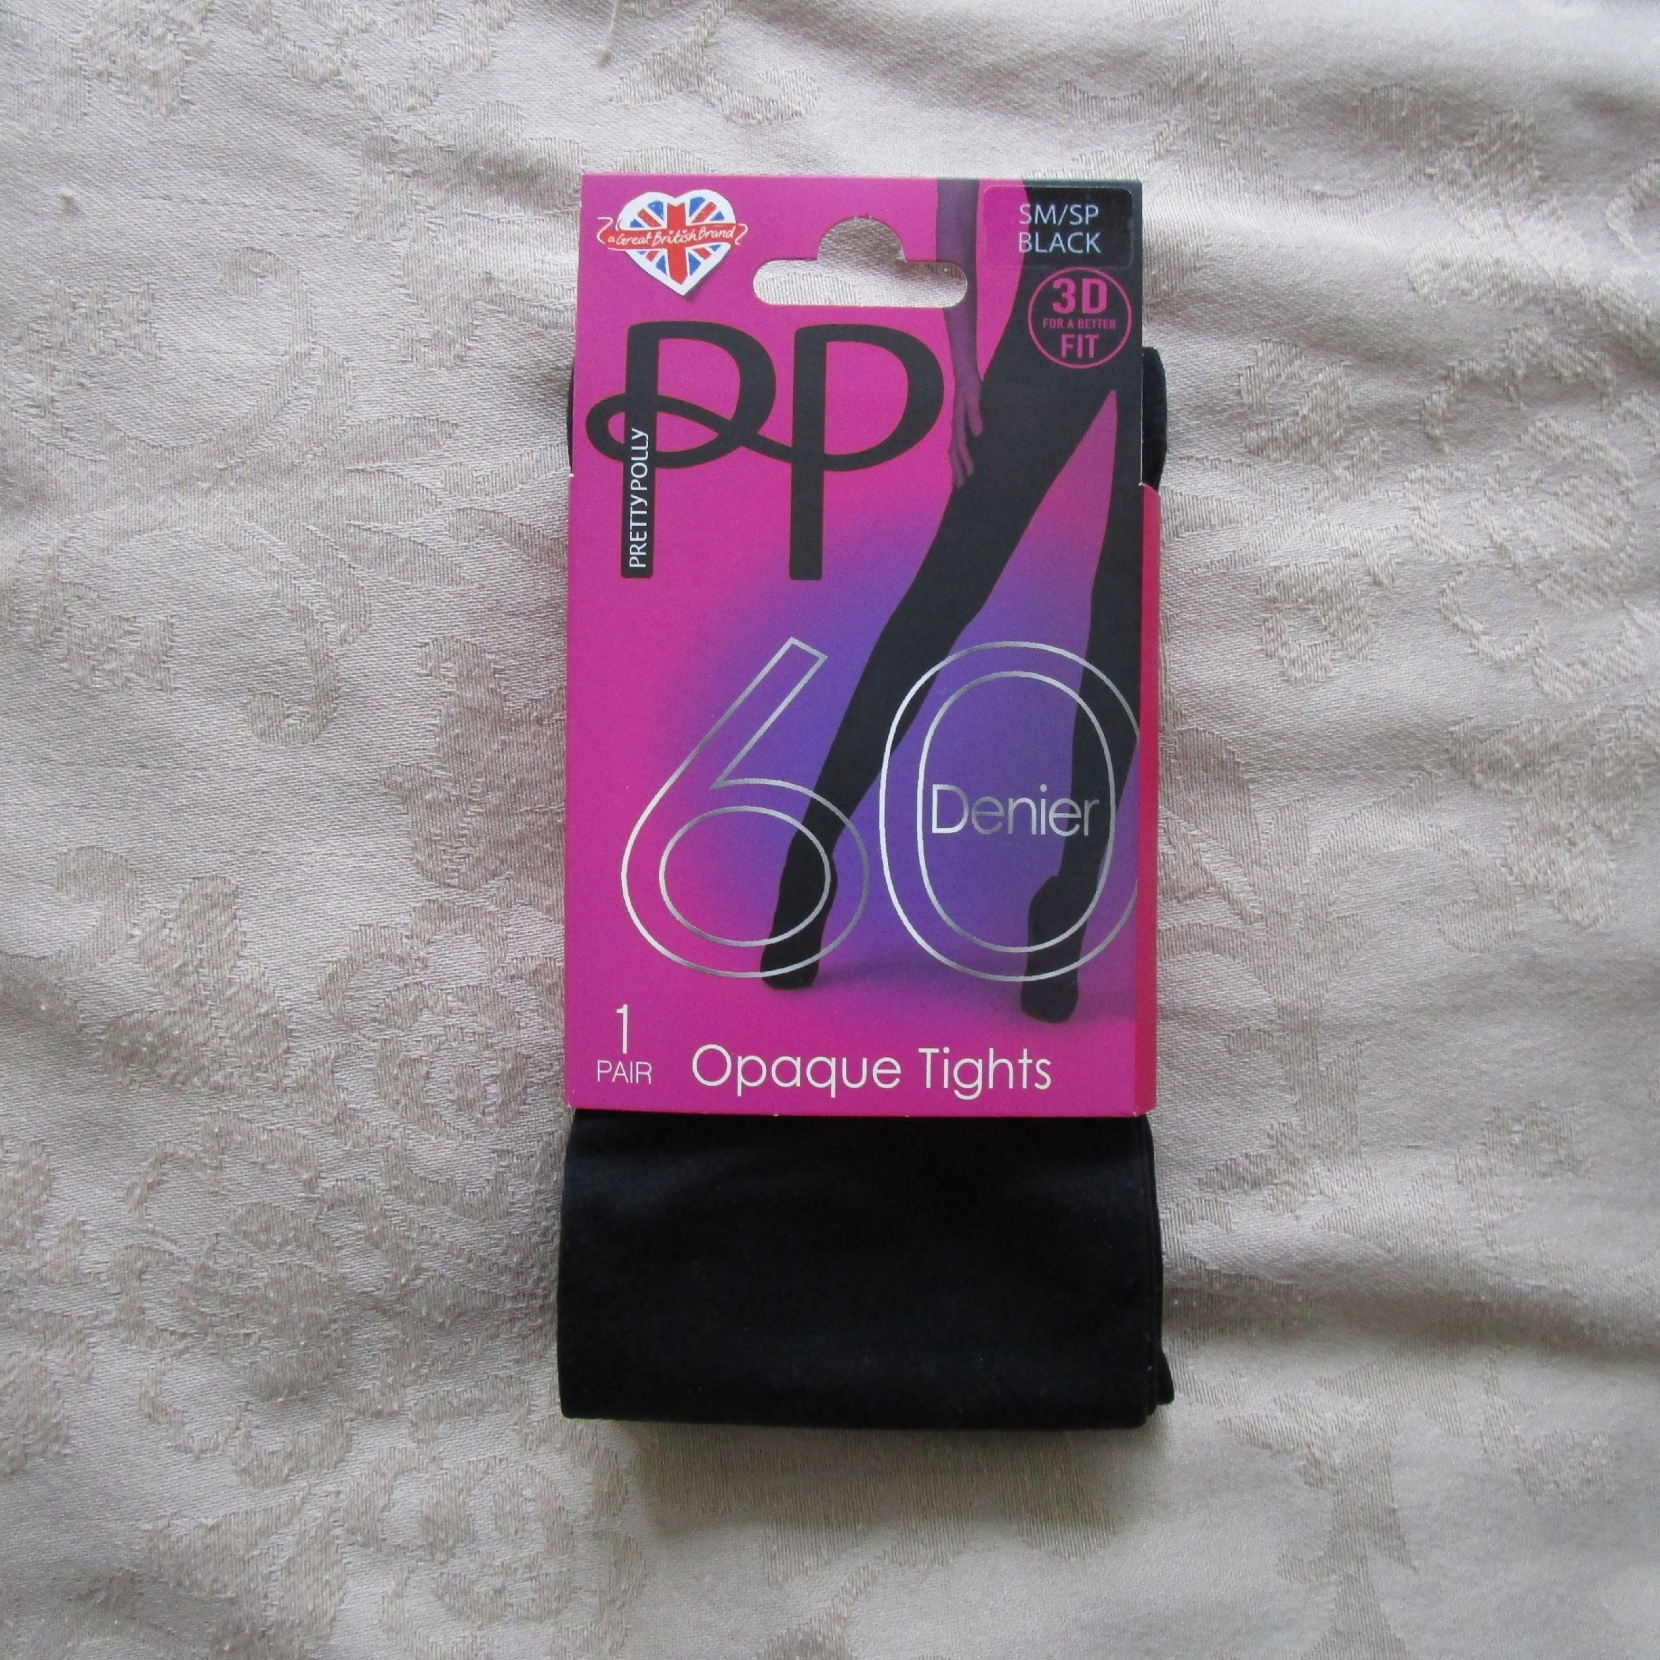 a Great British Brand
SM/SP
BLACK
3D
FOR A BETTER
FIT
PP
PRETTY POLLY
60
Denier
1
PAIR
Opaque Tights